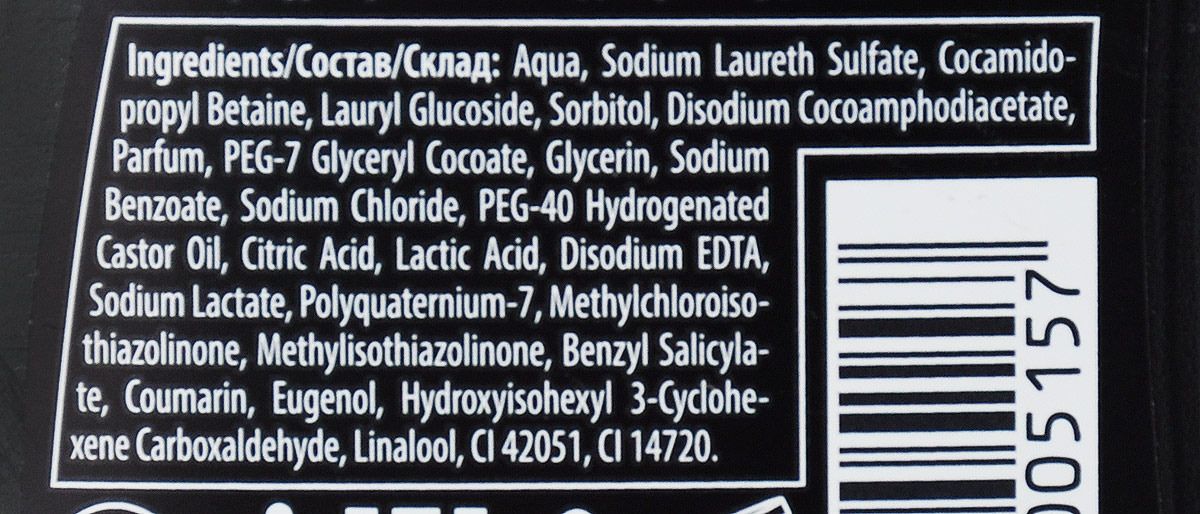 Ingredients/Состав/Склад: Aqua, Sodium Laureth Sulfate, Cocamido-
propyl Betaine, Lauryl Glucoside, Sorbitol, Disodium Cocoamphodiacetate,
Parfum, PEG-7 Glyceryl Cocoate, Glycerin, Sodium
Benzoate, Sodium Chloride, PEG-40 Hydrogenated
Castor Oil, Citric Acid, Lactic Acid, Disodium EDTA,
Sodium Lactate, Polyquaternium-7, Methylchloroiso-
thiazolinone, Methylisothiazolinone, Benzyl Salicyla-
te, Coumarin, Eugenol, Hydroxyisohexyl 3-Cyclohe-
xene Carboxaldehyde, Linalool, CI 42051, CI 14720.
005157